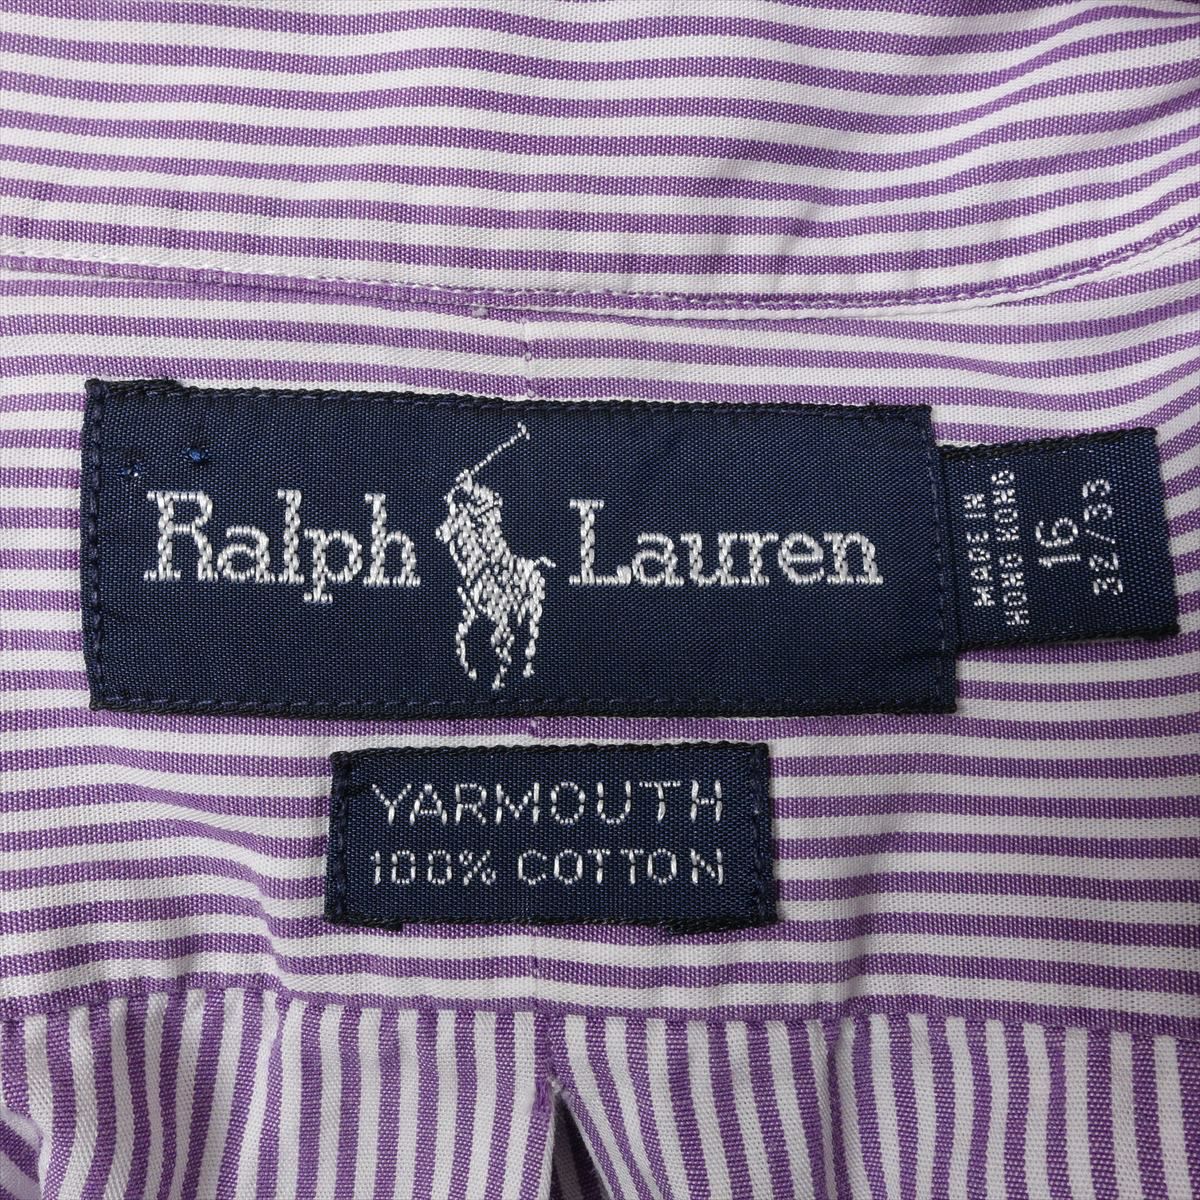 Ralph Lauren
MADE IN
HONG KONG
16
32/33
YARMOUTH
100% COTTON